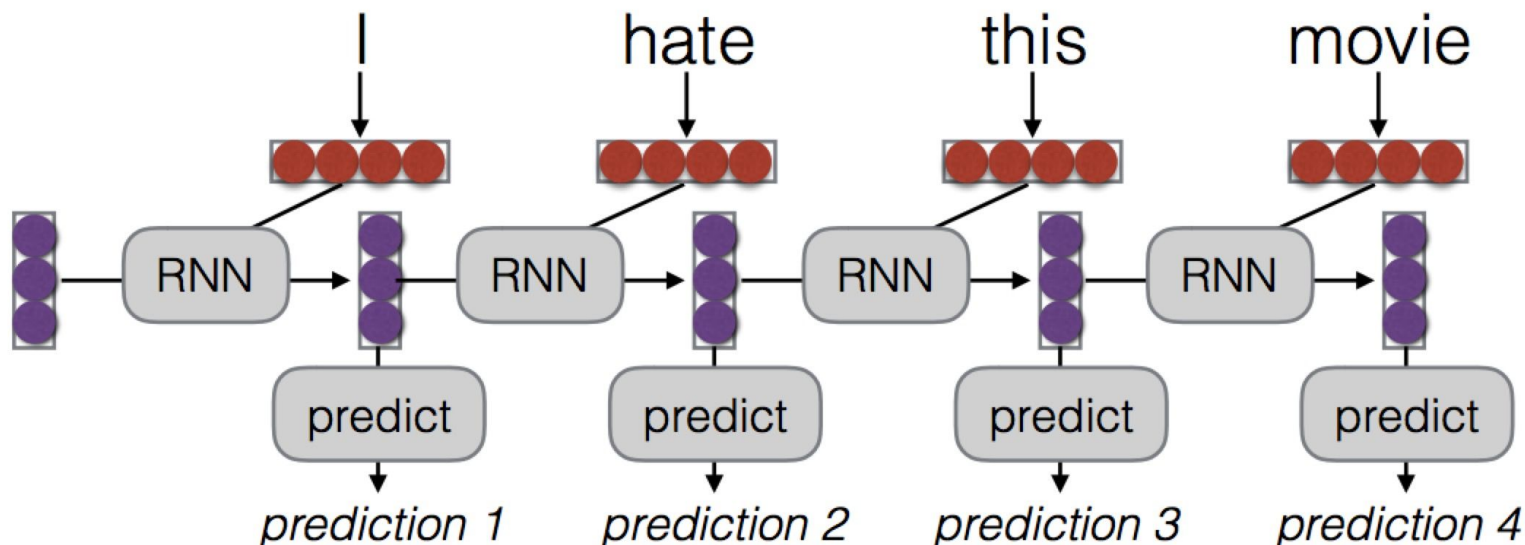 I hate this movie
RNN RNN RNN RNN
predict predict predict predict
prediction 1 prediction 2 prediction 3 prediction 4